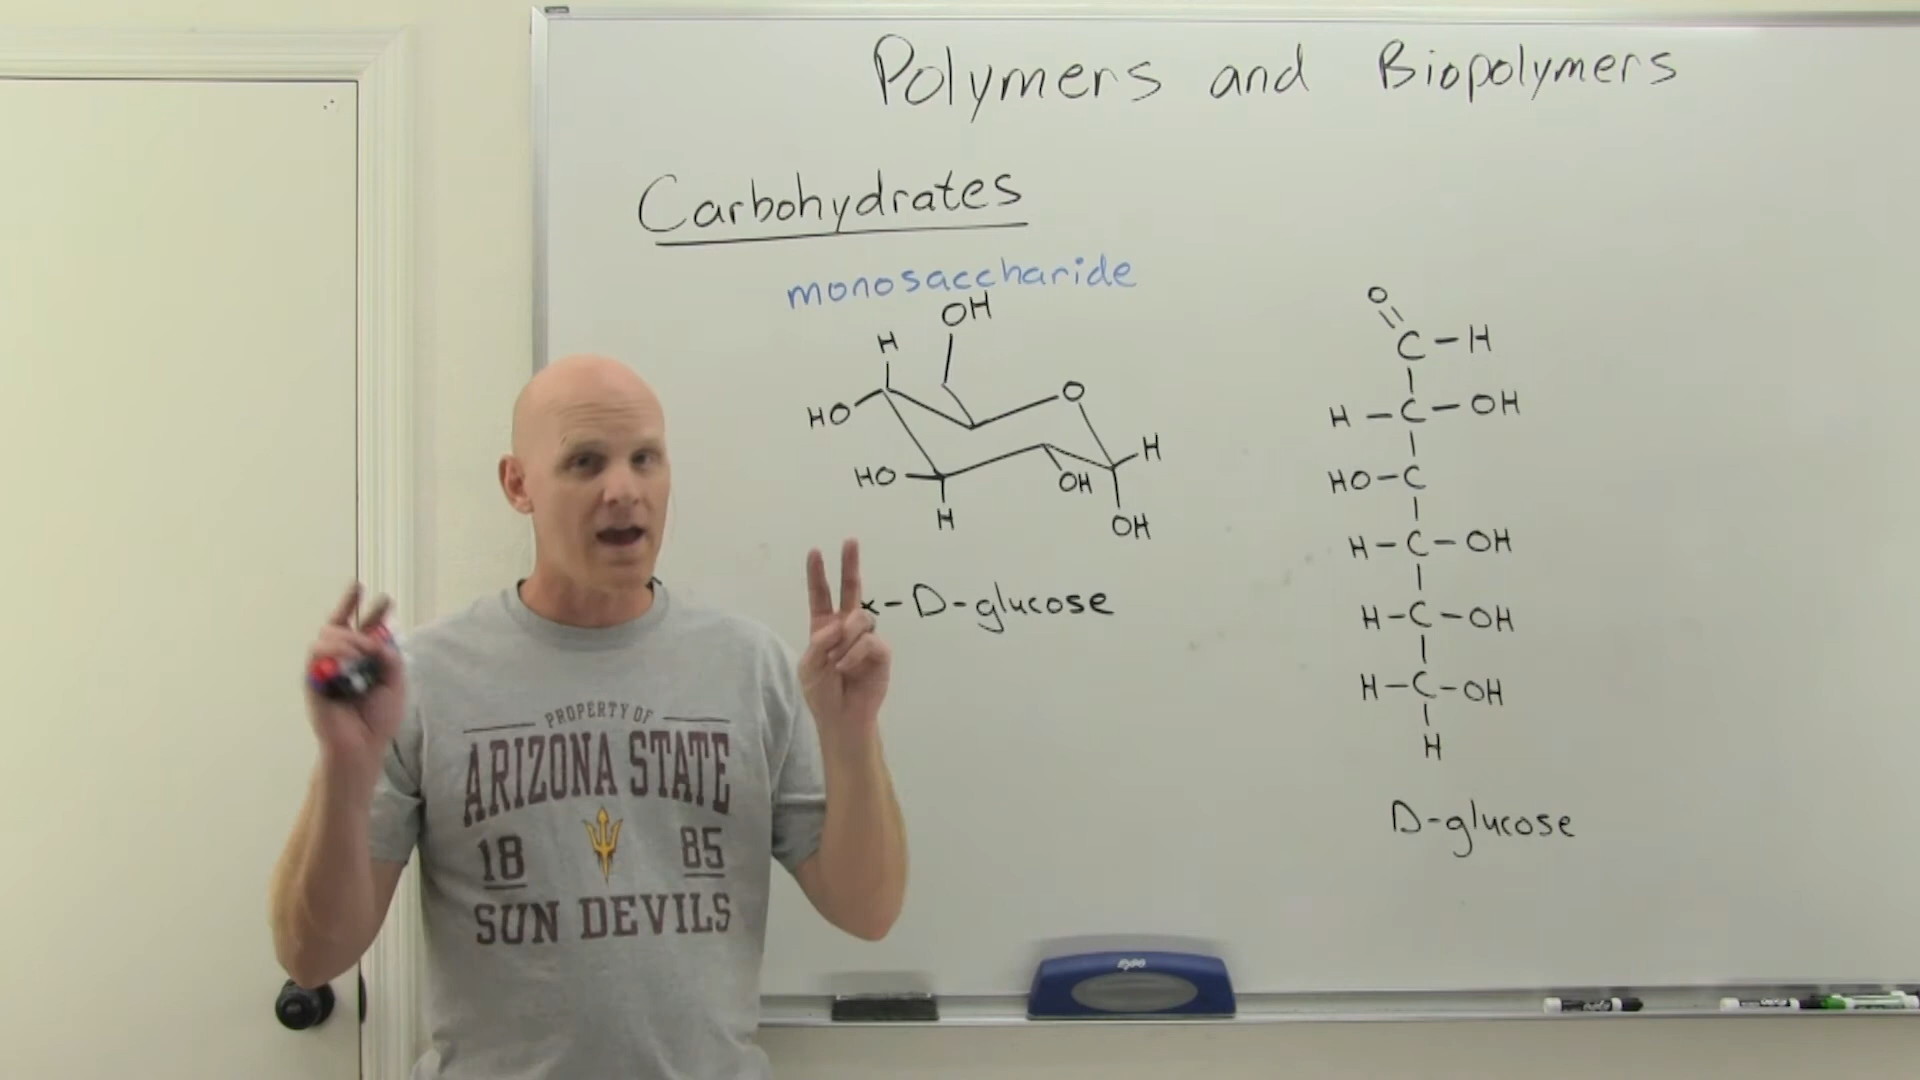 Polymers and Biopolymers
Carbohydrates
monosaccharide
OH
H
HO
O
H
HO
OH
H
OH
-D-glucose
O
C-H
H-C-OH
HO-C
H-C-OH
H-C-OH
H-C-OH
H
D-glucose
PROPERTY OF
ARIZONA STATE
18 85
SUN DEVILS
expo